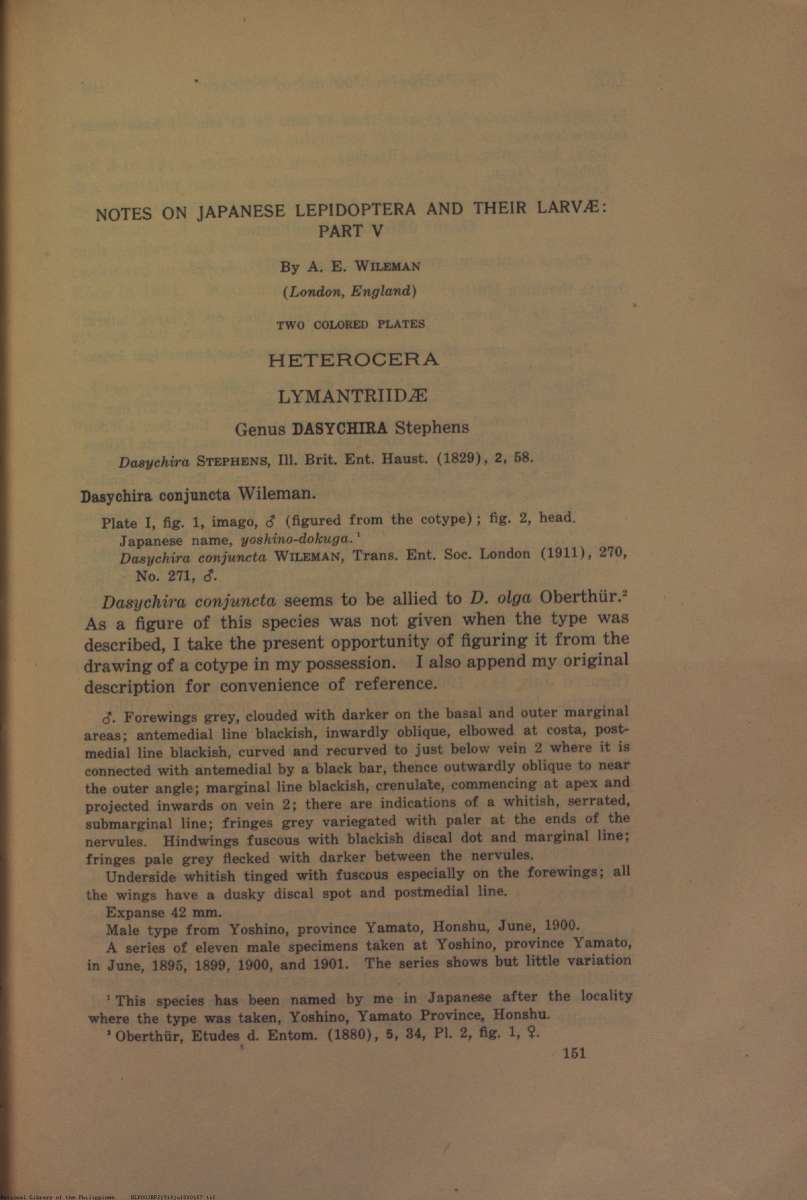 NOTES ON JAPANESE LEPIDOPTERA AND THEIR LARVÆ:
PART V
By A. E. WILEMAN
(London, England)
TWO COLORED PLATES
HETEROCERA
LYMANTRIIDÆ
Genus DASYCHIRA Stephens
Dasychira STEPHENS, Ill. Brit. Ent. Haust. (1829), 2, 58.
Dasychira conjuncta Wileman.
Plate I, fig. 1, imago, ♂ (figured from the cotype); fig. 2, head.
Japanese name, yoshino-dokuga.¹
Dasychira conjuncta WILEMAN, Trans. Ent. Soc. London (1911), 270,
No. 271, ♂.
Dasychira conjuncta seems to be allied to D. olga Oberthür.²
As a figure of this species was not given when the type was
described, I take the present opportunity of figuring it from the
drawing of a cotype in my possession. I also append my original
description for convenience of reference.
♂. Forewings grey, clouded with darker on the basal and outer marginal
areas; antemedial line blackish, inwardly oblique, elbowed at costa, post-
medial line blackish, curved and recurved to just below vein 2 where it is
connected with antemedial by a black bar, thence outwardly oblique to near
the outer angle; marginal line blackish, crenulate, commencing at apex and
projected inwards on vein 2; there are indications of a whitish, serrated,
submarginal line; fringes grey variegated with paler at the ends of the
nervules. Hindwings fuscous with blackish discal dot and marginal line;
fringes pale grey flecked with darker between the nervules.
Underside whitish tinged with fuscous especially on the forewings; all
the wings have a dusky discal spot and postmedial line.
Expanse 42 mm.
Male type from Yoshino, province Yamato, Honshu, June, 1900.
A series of eleven male specimens taken at Yoshino, province Yamato,
in June, 1895, 1899, 1900, and 1901. The series shows but little variation
¹ This species has been named by me in Japanese after the locality
where the type was taken, Yoshino, Yamato Province, Honshu.
² Oberthür, Etudes d. Entom. (1880), 5, 34, Pl. 2, fig. 1, ♀.
151
National Library of the Philippines